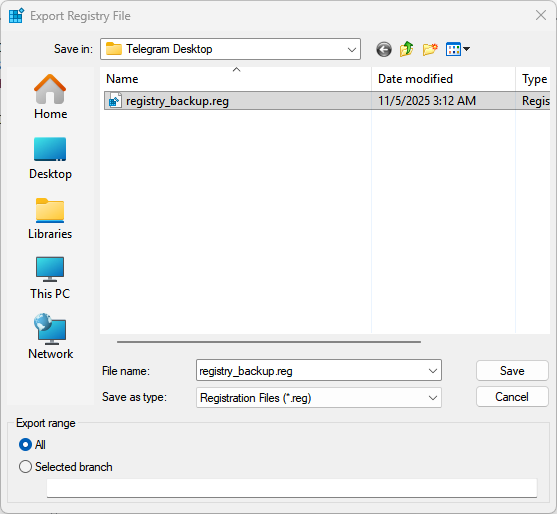 Export Registry File
Save in: Telegram Desktop
Name Date modified Type
registry_backup.reg 11/5/2025 3:12 AM Regis
Home
Desktop
Libraries
This PC
Network
File name: registry_backup.reg Save
Save as type: Registration Files (*.reg) Cancel
Export range
All
Selected branch